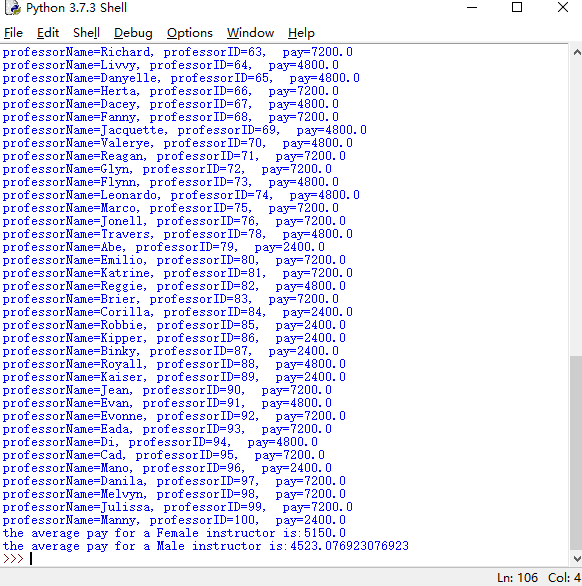 Python 3.7.3 Shell
File Edit Shell Debug Options Window Help
professorName=Richard, professorID=63,  pay=7200.0
professorName=Livvy, professorID=64,  pay=4800.0
professorName=Danyelle, professorID=65,  pay=4800.0
professorName=Herta, professorID=66,  pay=7200.0
professorName=Dacey, professorID=67,  pay=4800.0
professorName=Fanny, professorID=68,  pay=7200.0
professorName=Jacquette, professorID=69,  pay=4800.0
professorName=Valerye, professorID=70,  pay=4800.0
professorName=Reagan, professorID=71,  pay=7200.0
professorName=Glyn, professorID=72,  pay=7200.0
professorName=Flynn, professorID=73,  pay=4800.0
professorName=Leonardo, professorID=74,  pay=4800.0
professorName=Marco, professorID=75,  pay=7200.0
professorName=Jonell, professorID=76,  pay=7200.0
professorName=Travers, professorID=78,  pay=4800.0
professorName=Abe, professorID=79,  pay=2400.0
professorName=Emilio, professorID=80,  pay=7200.0
professorName=Katrine, professorID=81,  pay=7200.0
professorName=Reggie, professorID=82,  pay=4800.0
professorName=Brier, professorID=83,  pay=7200.0
professorName=Corilla, professorID=84,  pay=2400.0
professorName=Robbie, professorID=85,  pay=2400.0
professorName=Kipper, professorID=86,  pay=2400.0
professorName=Binky, professorID=87,  pay=2400.0
professorName=Royall, professorID=88,  pay=4800.0
professorName=Kaiser, professorID=89,  pay=2400.0
professorName=Jean, professorID=90,  pay=7200.0
professorName=Evan, professorID=91,  pay=4800.0
professorName=Evonne, professorID=92,  pay=7200.0
professorName=Eada, professorID=93,  pay=7200.0
professorName=Di, professorID=94,  pay=4800.0
professorName=Cad, professorID=95,  pay=7200.0
professorName=Mano, professorID=96,  pay=2400.0
professorName=Danila, professorID=97,  pay=7200.0
professorName=Melvyn, professorID=98,  pay=7200.0
professorName=Julissa, professorID=99,  pay=7200.0
professorName=Manny, professorID=100,  pay=2400.0
the average pay for a Female instructor is:5150.0
the average pay for a Male instructor is:4523.076923076923
>>>
Ln: 106 Col: 4